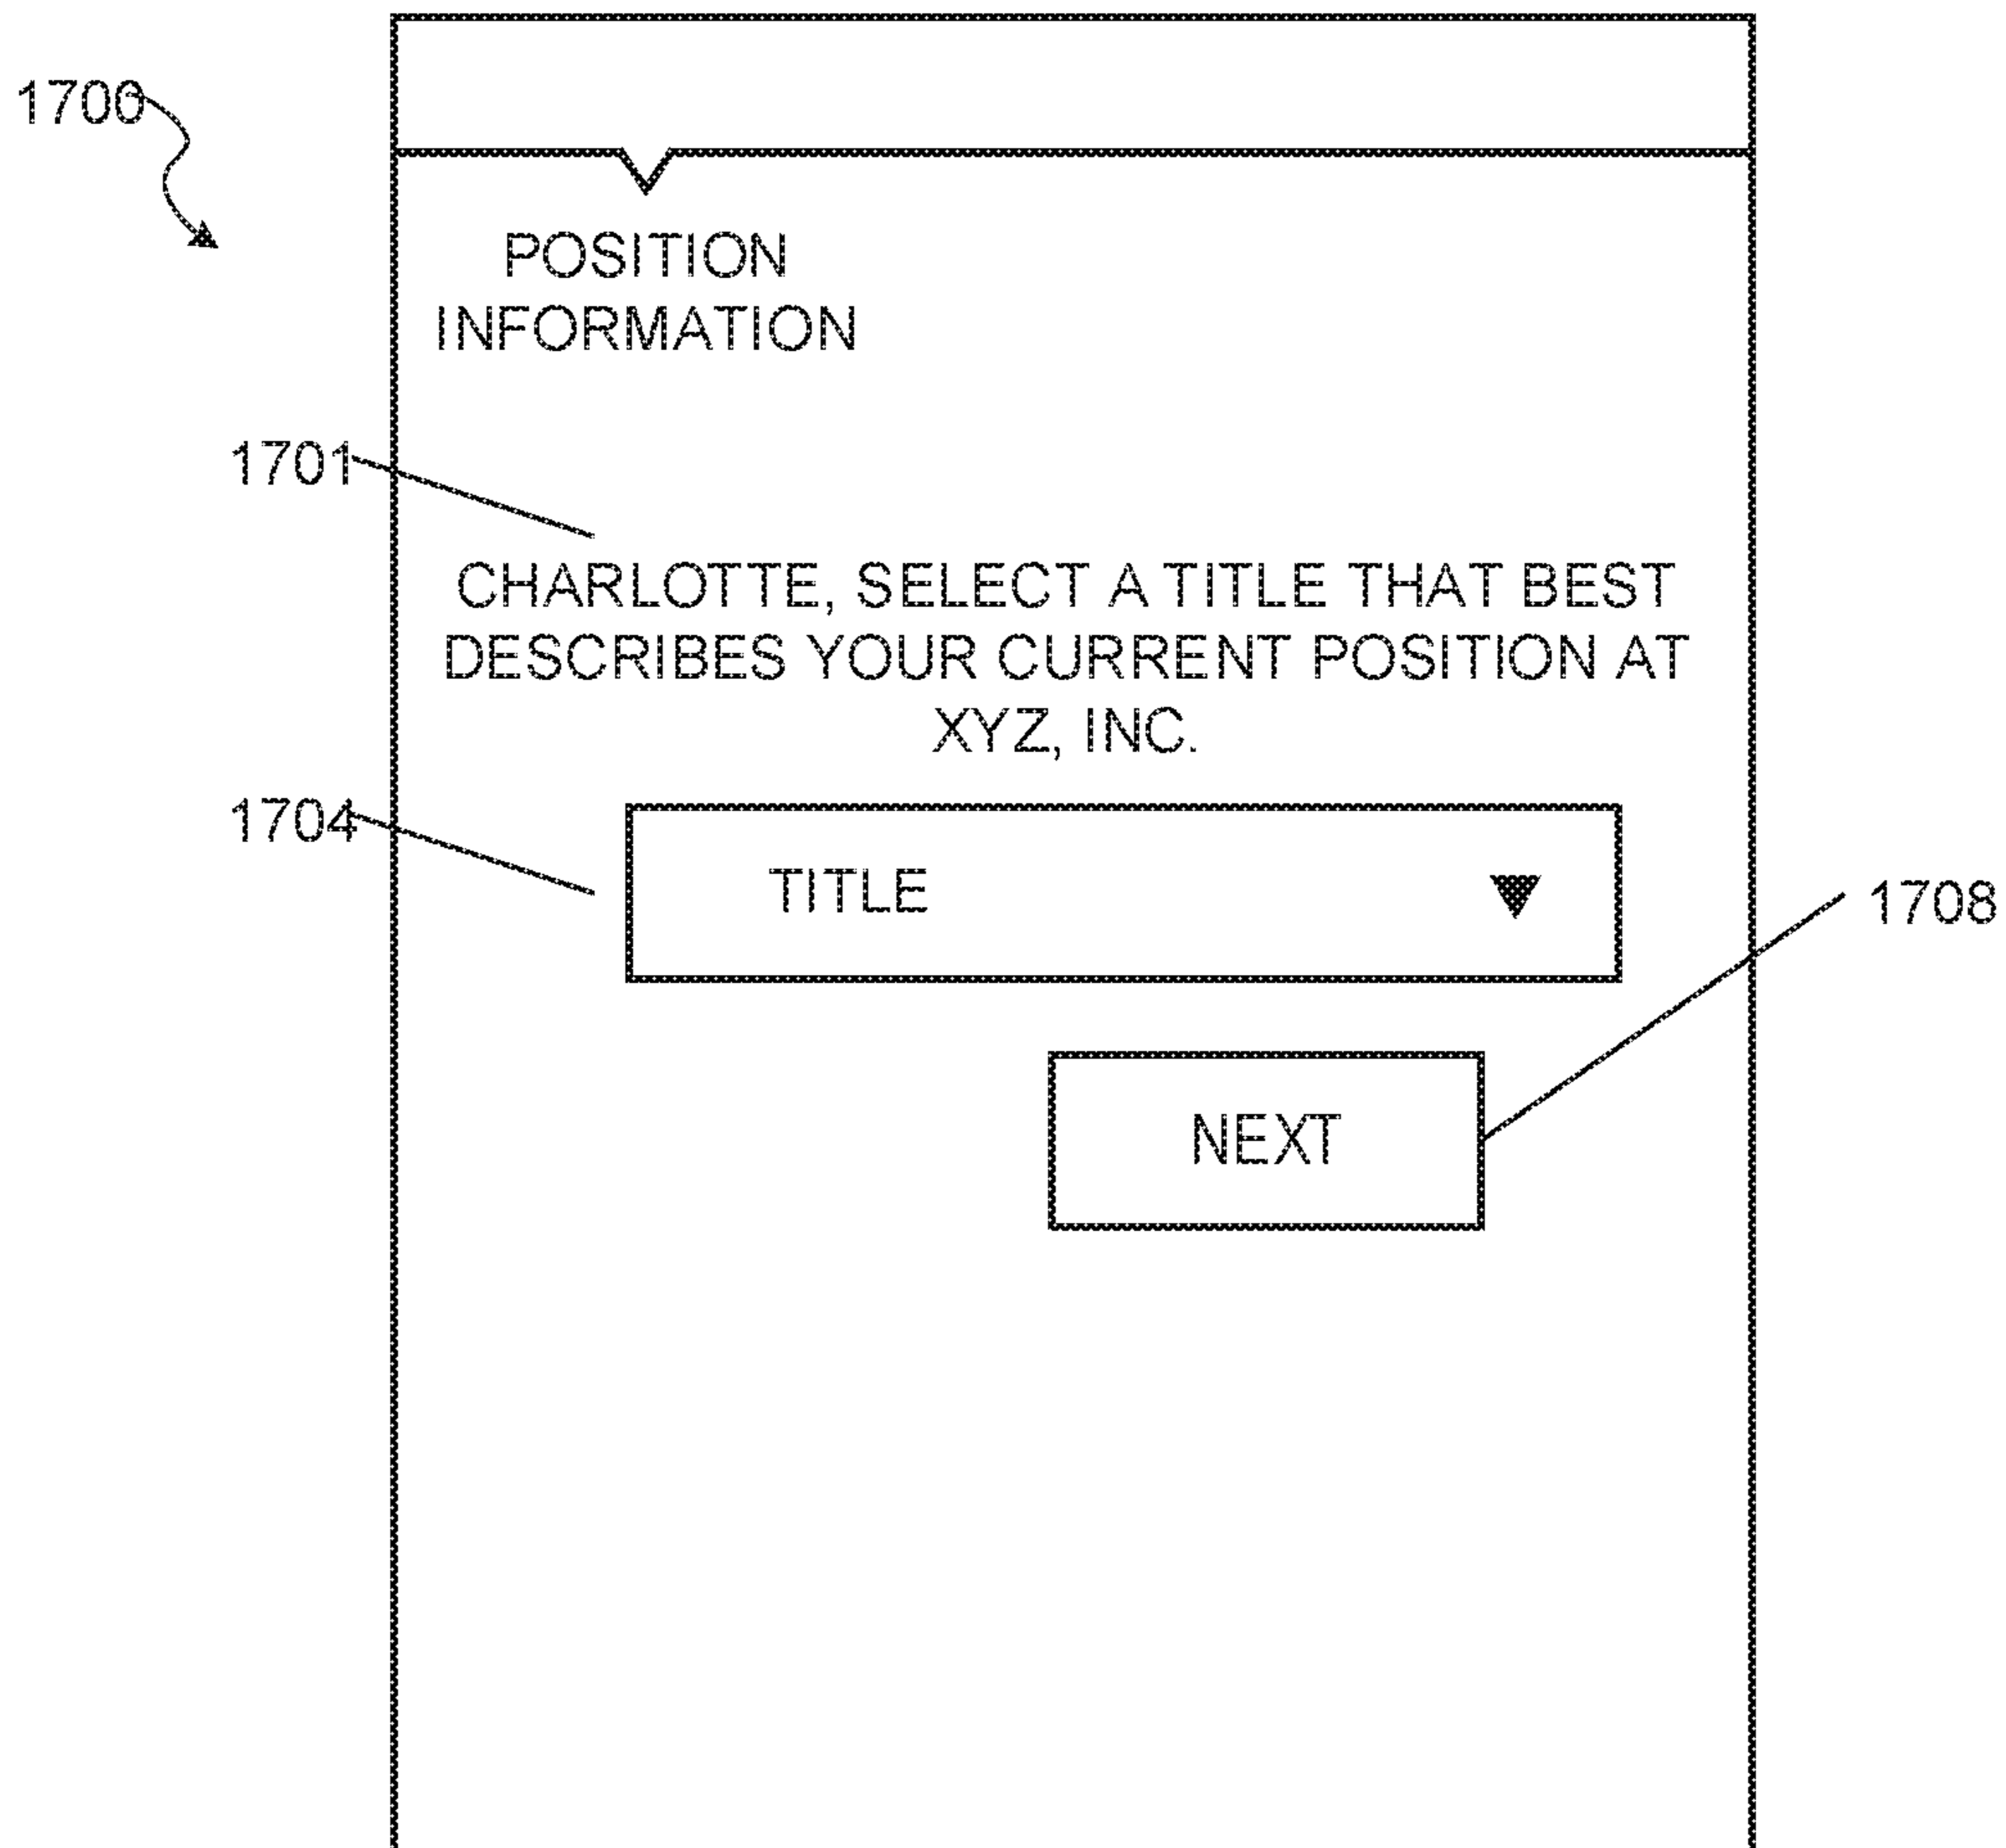 1700
POSITION
INFORMATION
1701
CHARLOTTE, SELECT A TITLE THAT BEST
DESCRIBES YOUR CURRENT POSITION AT
XYZ, INC.
1704
TITLE
1708
NEXT